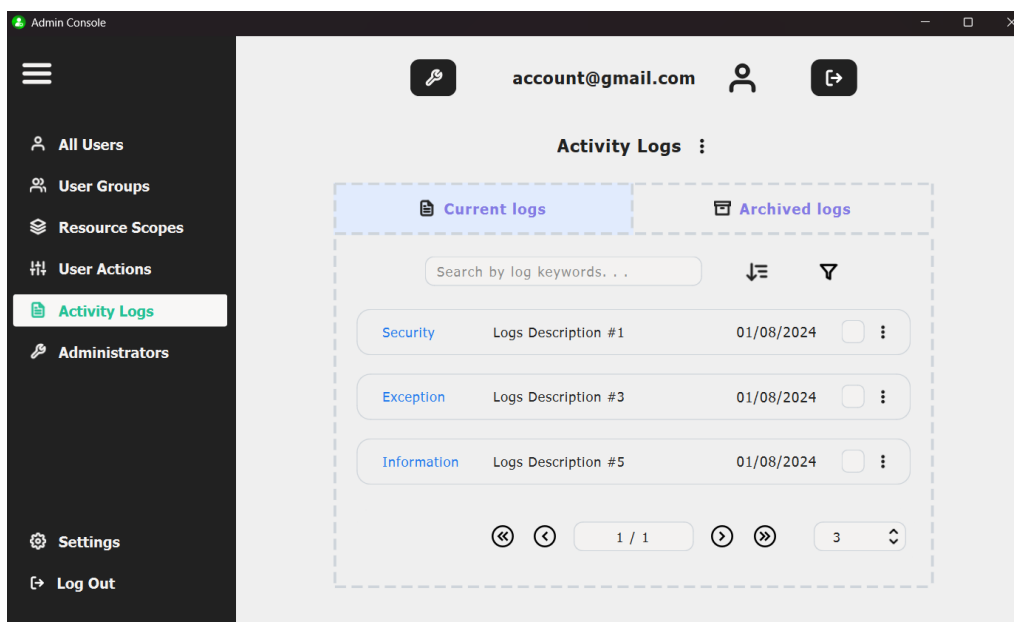 Admin Console
account@gmail.com
All Users
User Groups
Resource Scopes
User Actions
Activity Logs
Administrators
Settings
Log Out
Activity Logs
Current logs
Archived logs
Search by log keywords. . .
Security Logs Description #1 01/08/2024
Exception Logs Description #3 01/08/2024
Information Logs Description #5 01/08/2024
1 / 1 3